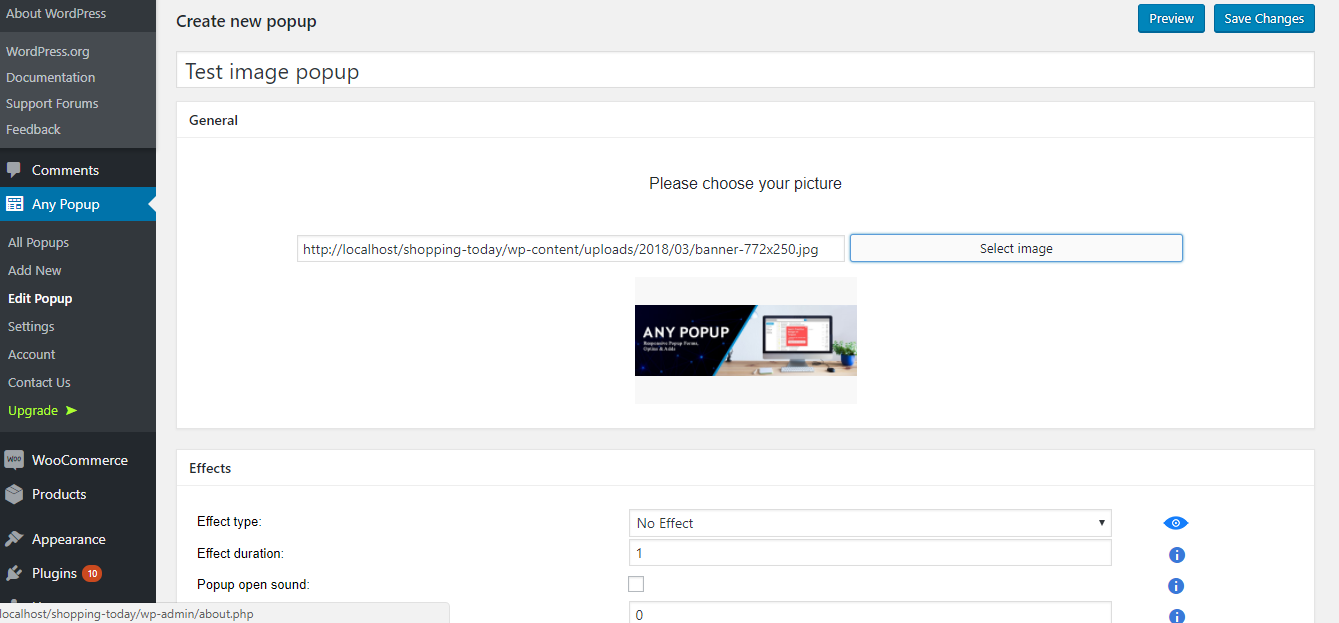 About WordPress
WordPress.org
Documentation
Support Forums
Feedback
Comments
Any Popup
All Popups
Add New
Edit Popup
Settings
Account
Contact Us
Upgrade ➤
WooCommerce
Products
Appearance
Plugins 10
localhost/shopping-today/wp-admin/about.php
Create new popup
Preview Save Changes
Test image popup
General
Please choose your picture
http://localhost/shopping-today/wp-content/uploads/2018/03/banner-772x250.jpg Select image
ANY POPUP
Responsive Popup Forms,
Optins & Adds
Effects
Effect type: No Effect
Effect duration: 1
Popup open sound:
0